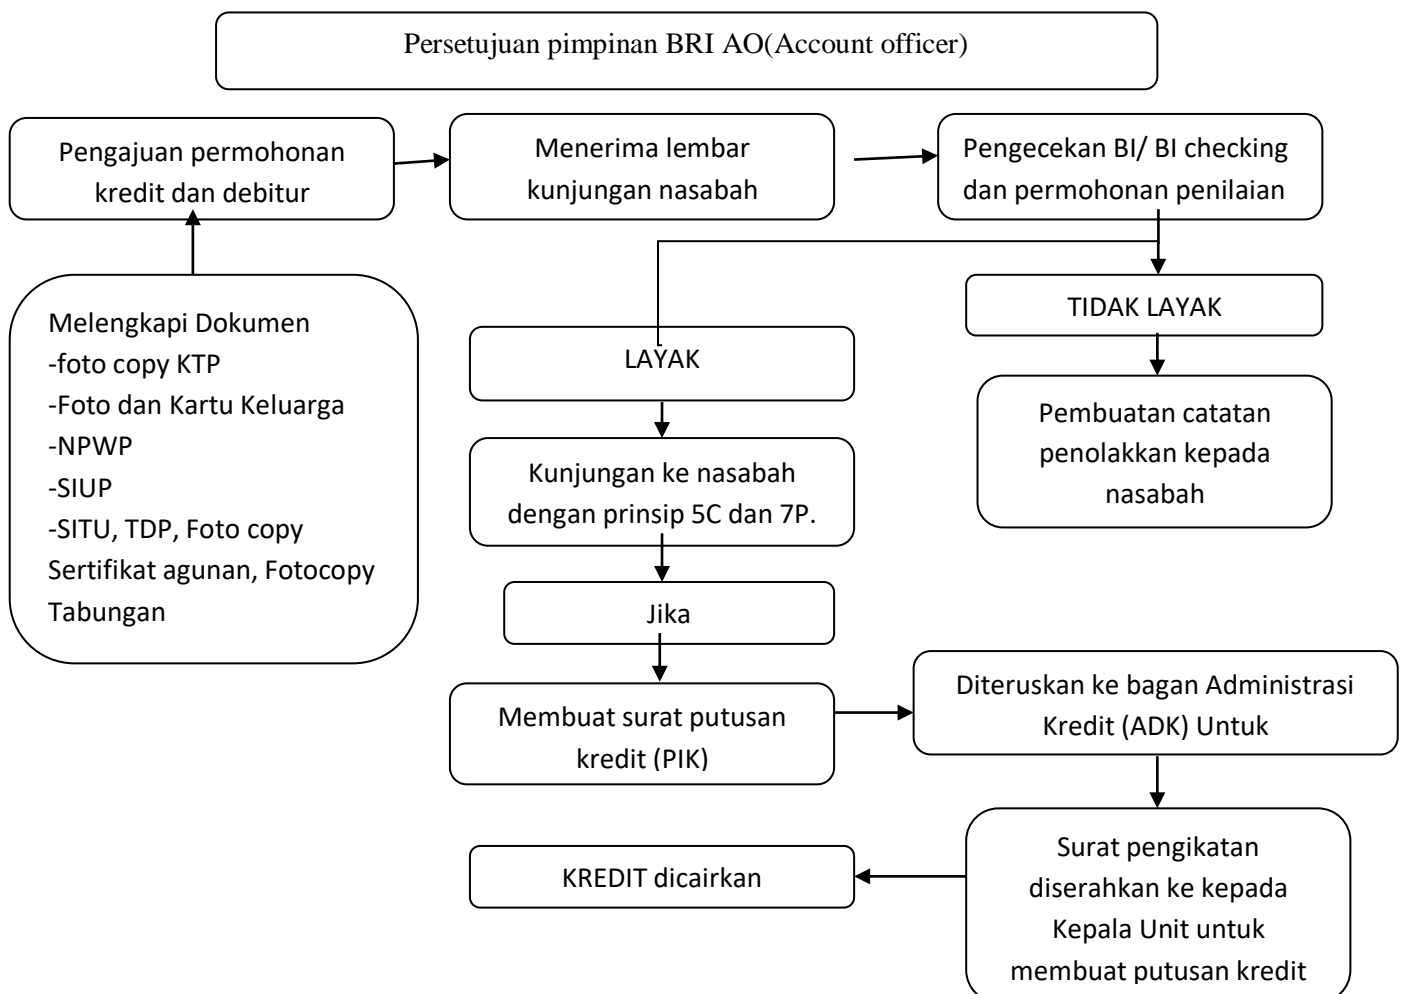 Persetujuan pimpinan BRI AO(Account officer)
Pengajuan permohonan
kredit dan debitur
Menerima lembar
kunjungan nasabah
Pengecekan BI/ BI checking
dan permohonan penilaian
Melengkapi Dokumen
-foto copy KTP
-Foto dan Kartu Keluarga
-NPWP
-SIUP
-SITU, TDP, Foto copy
Sertifikat agunan, Fotocopy
Tabungan
TIDAK LAYAK
LAYAK
Pembuatan catatan
penolakkan kepada
nasabah
Kunjungan ke nasabah
dengan prinsip 5C dan 7P.
Jika
Membuat surat putusan
kredit (PIK)
Diteruskan ke bagan Administrasi
Kredit (ADK) Untuk
Surat pengikatan
diserahkan ke kepada
Kepala Unit untuk
membuat putusan kredit
KREDIT dicairkan